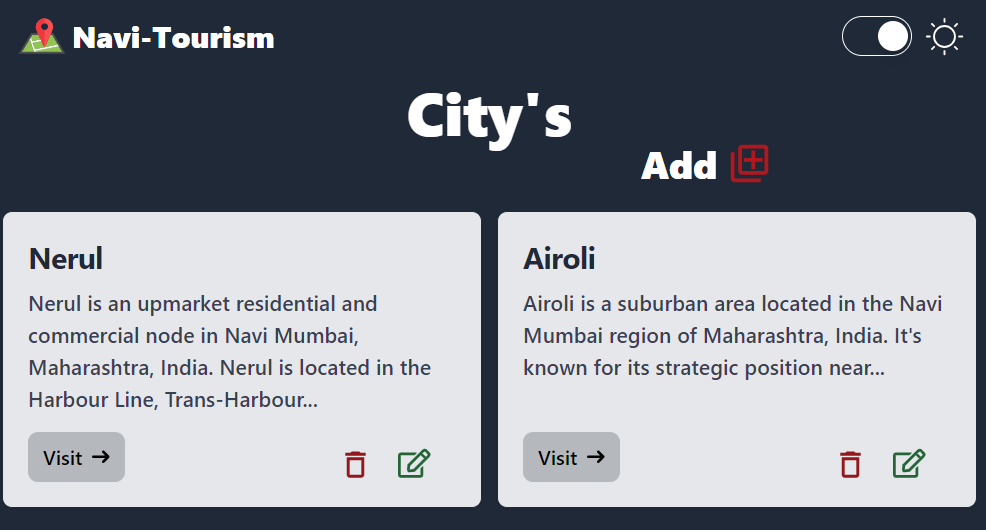 Navi-Tourism
City's
Add
Nerul
Nerul is an upmarket residential and
commercial node in Navi Mumbai,
Maharashtra, India. Nerul is located in the
Harbour Line, Trans-Harbour...
Visit
Airoli
Airoli is a suburban area located in the Navi
Mumbai region of Maharashtra, India. It's
known for its strategic position near...
Visit